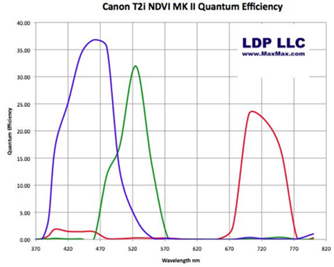 Canon T2i NDVI MK II Quantum Efficiency
40.00
35.00
30.00
25.00
20.00
15.00
10.00
5.00
0.00
Quantum Efficiency
LDP LLC
www.MaxMax.com
370 420 470 520 570 620 670 720 770 820
Wavelength nm